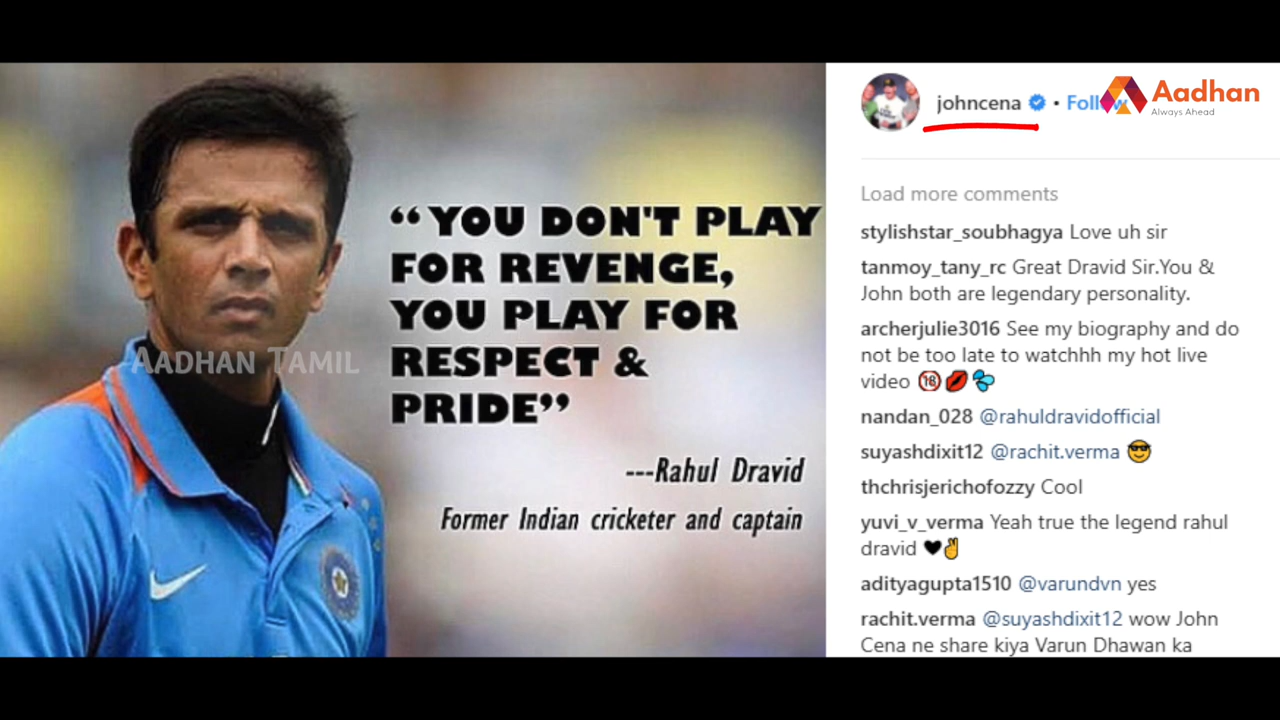 “ YOU DON'T PLAY
FOR REVENGE,
YOU PLAY FOR
RESPECT &
PRIDE”
---Rahul Dravid
Former Indian cricketer and captain
AADHAN TAMIL
johncena • Follow
Aadhan
Always Ahead
Load more comments
stylishstar_soubhagya Love uh sir
tanmoy_tany_rc Great Dravid Sir.You &
John both are legendary personality.
archerjulie3016 See my biography and do
not be too late to watchhh my hot live
video 🔞💋💦
nandan_028 @rahuldravidofficial
suyashdixit12 @rachit.verma 😎
thchrisjerichofozzy Cool
yuvi_v_verma Yeah true the legend rahul
dravid ♥✌
adityagupta1510 @varundvn yes
rachit.verma @suyashdixit12 wow John
Cena ne share kiya Varun Dhawan ka